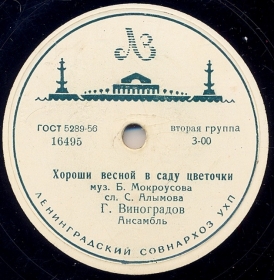 ЛЗ
ГОСТ 5289-56
16495
вторая группа
3-00
Хороши весной в саду цветочки
муз. Б. Мокроусова
сл. С. Алымова
Г. Виноградов
Ансамбль
ЛЕНИНГРАДСКИЙ СОВНАРХОЗ УХП